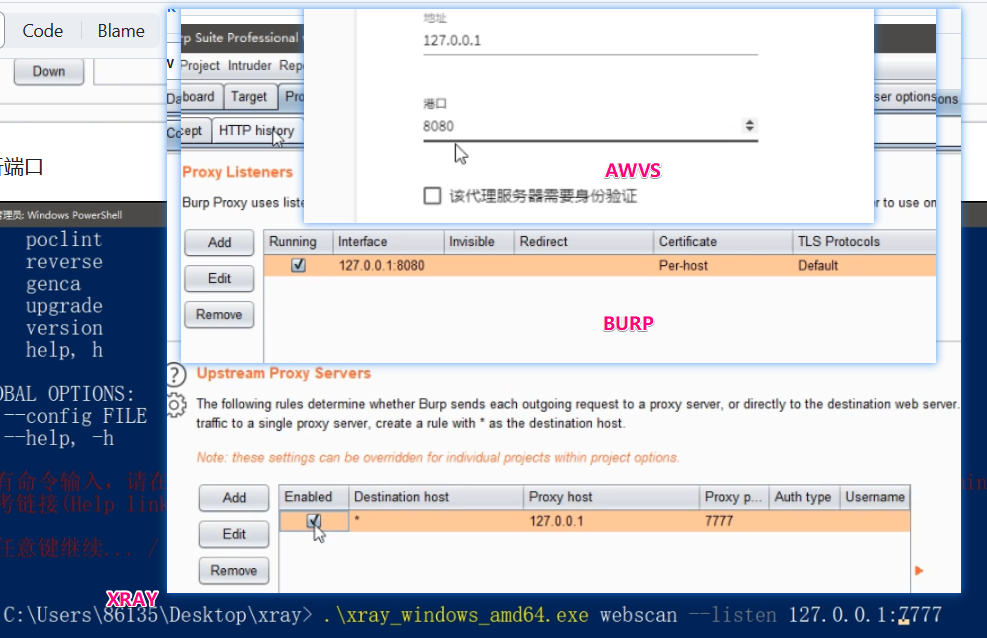 Code Blame
Down
听端口
管理员: Windows PowerShell
poclint
reverse
genca
upgrade
version
help, h
OBAL OPTIONS:
--config FILE
--help, -h
有命令输入，请在
考链接(Help link
任意键继续... /
rp Suite Professional
Project Intruder Rep
board Target Pro
ser options
ons
cept HTTP history
Proxy Listeners
Burp Proxy uses liste
r to use on
Add
Edit
Remove
Running Interface Invisible Redirect Certificate TLS Protocols
127.0.0.1:8080 Per-host Default
BURP
地址
127.0.0.1
端口
8080
该代理服务器需要身份验证
AWVS
Upstream Proxy Servers
The following rules determine whether Burp sends each outgoing request to a proxy server, or directly to the destination web server.
traffic to a single proxy server, create a rule with * as the destination host.
Note: these settings can be overridden for individual projects within project options.
Add
Edit
Remove
Enabled Destination host Proxy host Proxy p... Auth type Username
* 127.0.0.1 7777
XRAY
C:\Users\86135\Desktop\xray> .\xray_windows_amd64.exe webscan --listen 127.0.0.1:7777